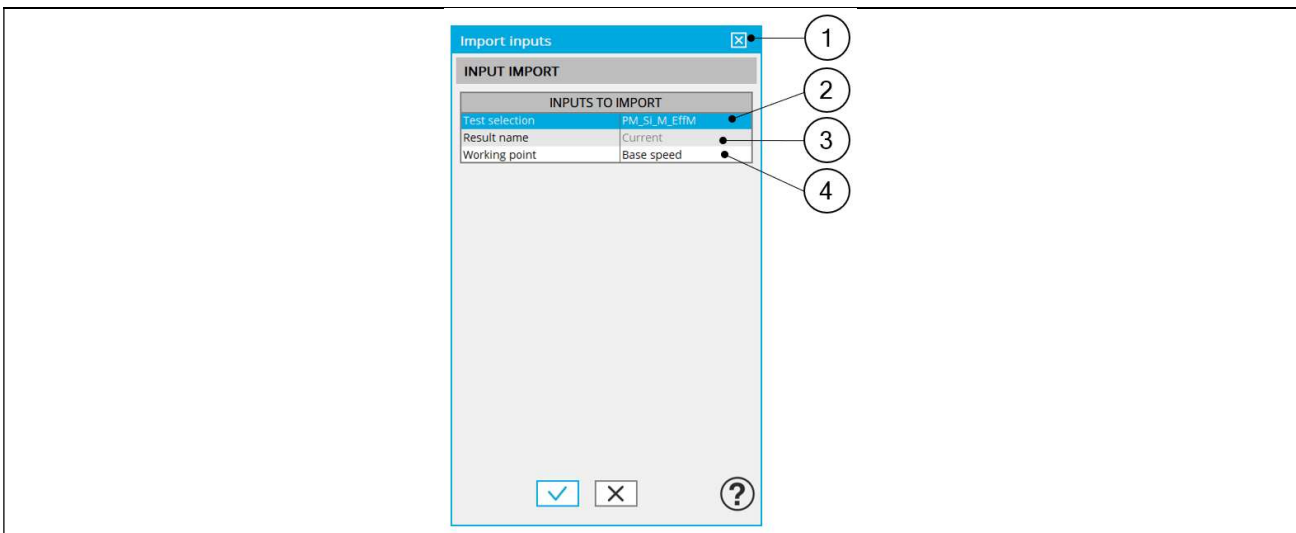 Import inputs
1
INPUT IMPORT
2
INPUTS TO IMPORT
Test selection PM_SI_M_EffM
Result name Current
3
Working point Base speed
4
?